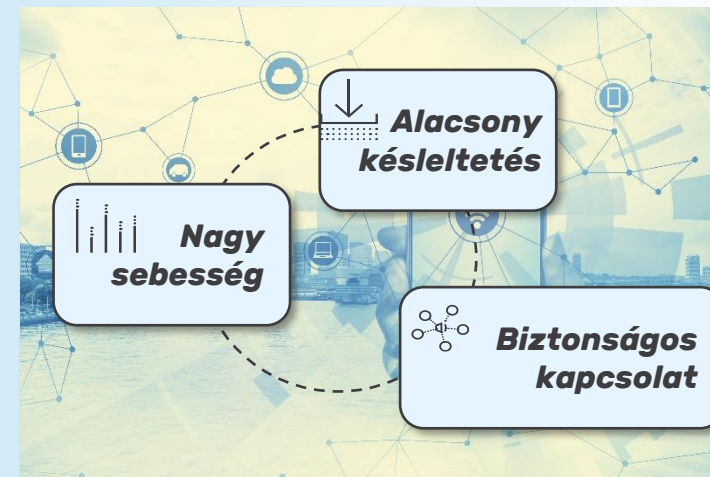 Alacsony
késleltetés
Nagy
sebesség
Biztonságos
kapcsolat